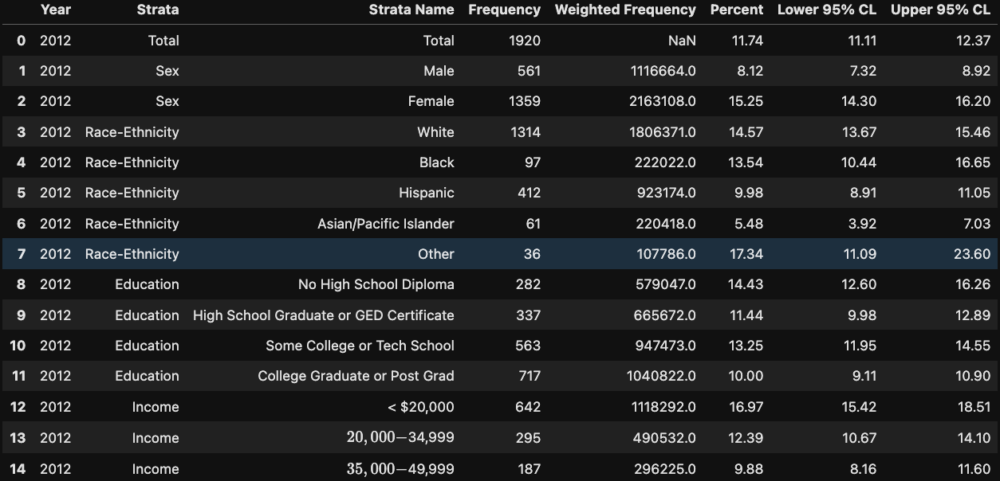 Year Strata Strata Name Frequency Weighted Frequency Percent Lower 95% CL Upper 95% CL
0 2012 Total Total 1920 NaN 11.74 11.11 12.37
1 2012 Sex Male 561 1116664.0 8.12 7.32 8.92
2 2012 Sex Female 1359 2163108.0 15.25 14.30 16.20
3 2012 Race-Ethnicity White 1314 1806371.0 14.57 13.67 15.46
4 2012 Race-Ethnicity Black 97 222022.0 13.54 10.44 16.65
5 2012 Race-Ethnicity Hispanic 412 923174.0 9.98 8.91 11.05
6 2012 Race-Ethnicity Asian/Pacific Islander 61 220418.0 5.48 3.92 7.03
7 2012 Race-Ethnicity Other 36 107786.0 17.34 11.09 23.60
8 2012 Education No High School Diploma 282 579047.0 14.43 12.60 16.26
9 2012 Education High School Graduate or GED Certificate 337 665672.0 11.44 9.98 12.89
10 2012 Education Some College or Tech School 563 947473.0 13.25 11.95 14.55
11 2012 Education College Graduate or Post Grad 717 1040822.0 10.00 9.11 10.90
12 2012 Income < $20,000 642 1118292.0 16.97 15.42 18.51
13 2012 Income 20,000−34,999 295 490532.0 12.39 10.67 14.10
14 2012 Income 35,000−49,999 187 296225.0 9.88 8.16 11.60